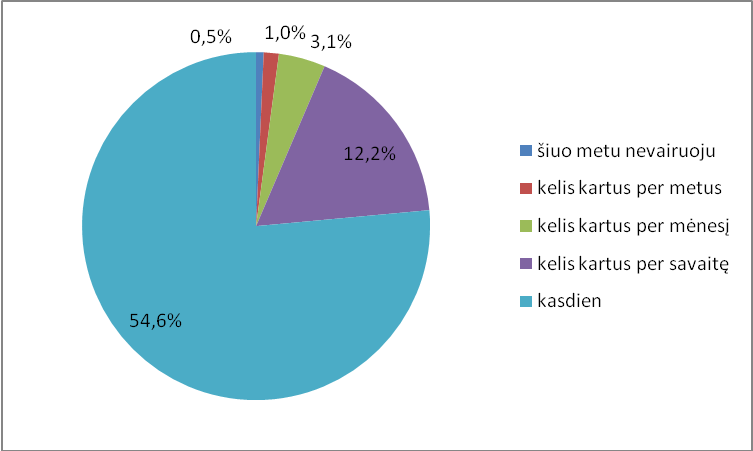 0,5%
1,0%
3,1%
12,2%
54,6%
šiuo metu nevairuoju
kelis kartus per metus
kelis kartus per mėnesį
kelis kartus per savaitę
kasdien